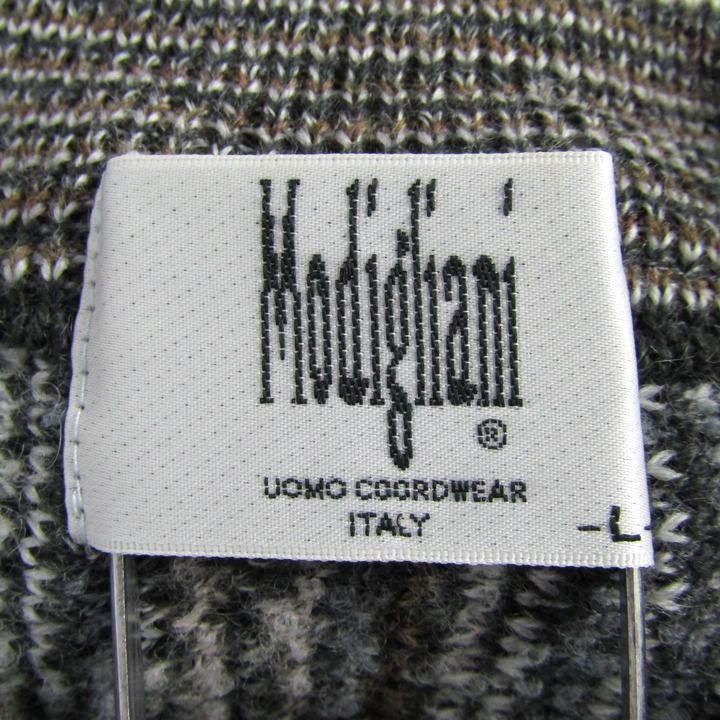 Modigliani
®
UOMO COORDWEAR
ITALY
-L-